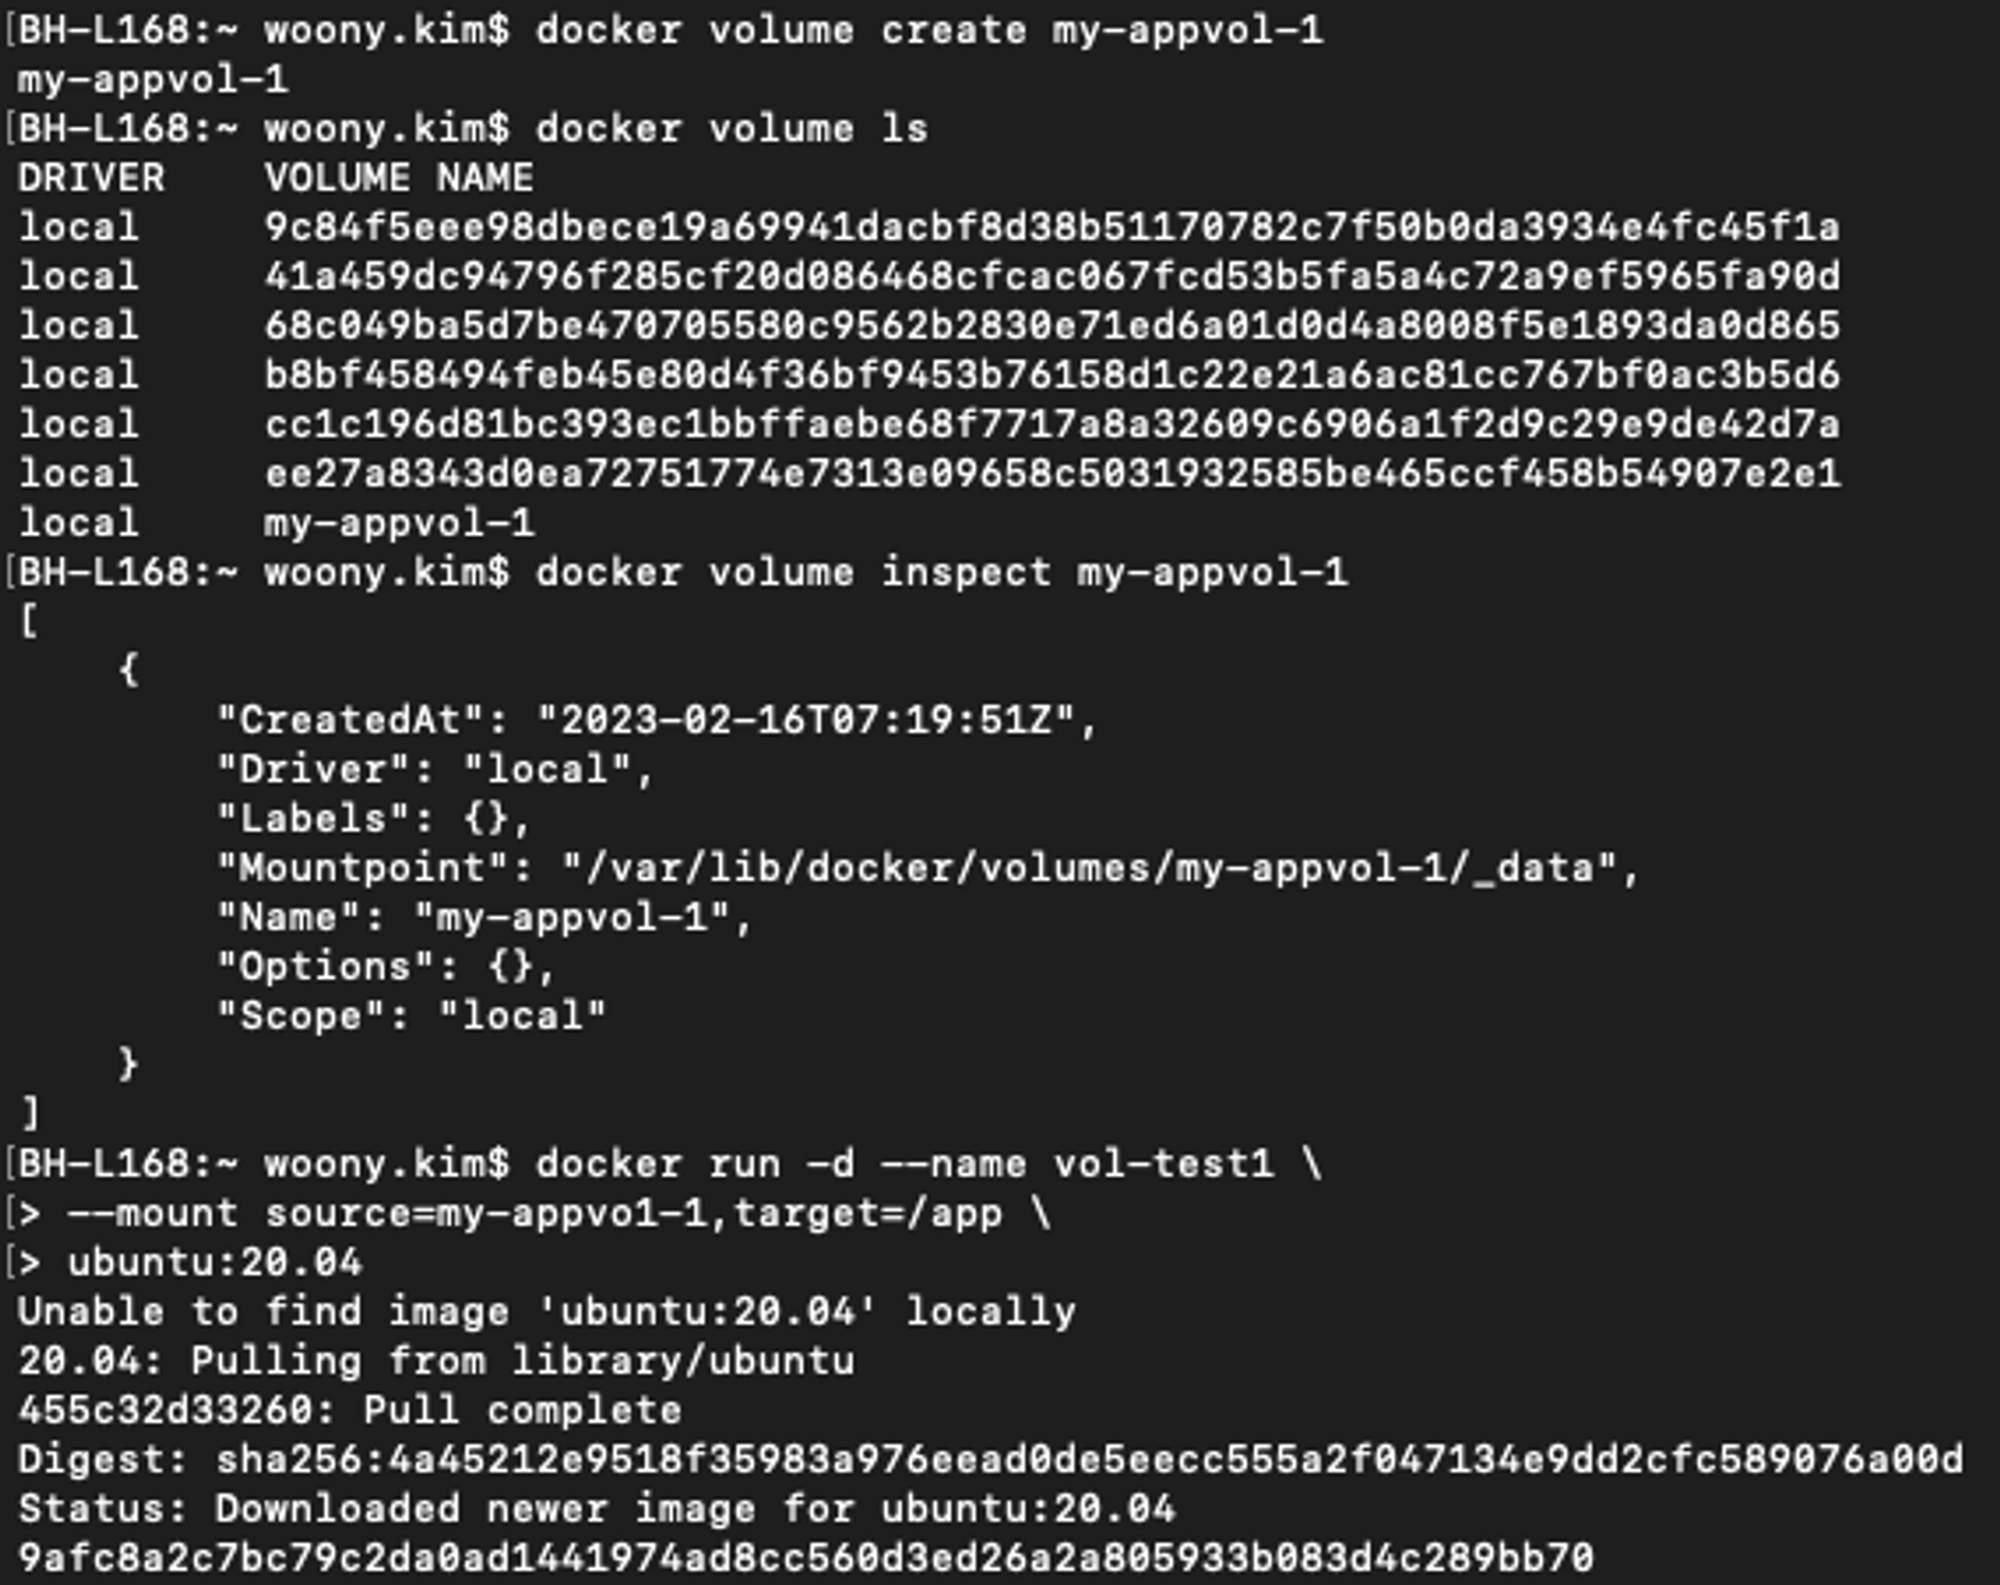 [BH-L168:~ woony.kim$ docker volume create my-appvol-1
my-appvol-1
[BH-L168:~ woony.kim$ docker volume ls
DRIVER    VOLUME NAME
local     9c84f5eee98dbece19a69941dacbf8d38b51170782c7f50b0da3934e4fc45f1a
local     41a459dc94796f285cf20d086468cfcac067fcd53b5fa5a4c72a9ef5965fa90d
local     68c049ba5d7be470705580c9562b2830e71ed6a01d0d4a8008f5e1893da0d865
local     b8bf458494feb45e80d4f36bf9453b76158d1c22e21a6ac81cc767bf0ac3b5d6
local     cc1c196d81bc393ec1bbffaebe68f7717a8a32609c6906a1f2d9c29e9de42d7a
local     ee27a8343d0ea72751774e7313e09658c5031932585be465ccf458b54907e2e1
local     my-appvol-1
[BH-L168:~ woony.kim$ docker volume inspect my-appvol-1
[
    {
        "CreatedAt": "2023-02-16T07:19:51Z",
        "Driver": "local",
        "Labels": {},
        "Mountpoint": "/var/lib/docker/volumes/my-appvol-1/_data",
        "Name": "my-appvol-1",
        "Options": {},
        "Scope": "local"
    }
]
[BH-L168:~ woony.kim$ docker run -d --name vol-test1 \
[> --mount source=my-appvo1-1,target=/app \
[> ubuntu:20.04
Unable to find image 'ubuntu:20.04' locally
20.04: Pulling from library/ubuntu
455c32d33260: Pull complete
Digest: sha256:4a45212e9518f35983a976eead0de5eecc555a2f047134e9dd2cfc589076a00d
Status: Downloaded newer image for ubuntu:20.04
9afc8a2c7bc79c2da0ad1441974ad8cc560d3ed26a2a805933b083d4c289bb70